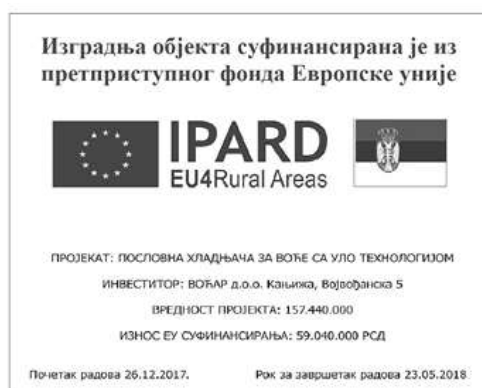 Изградња објекта суфинансирана је из
претприступног фонда Европске уније
IPARD
EU4Rural Areas
ПРОЈЕКАТ: ПОСЛОВНА ХЛАДЊАЧА ЗА ВОЋЕ СА УЛО ТЕХНОЛОГИЈОМ
ИНВЕСТИТОР: ВОЋАР д.о.о. Кањижа, Војвођанска 5
ВРЕДНОСТ ПРОЈЕКТА: 157.440.000
ИЗНОС ЕУ СУФИНАНСИРАЊА: 59.040.000 РСД
Почетак радова 26.12.2017. Рок за завршетак радова 23.05.2018